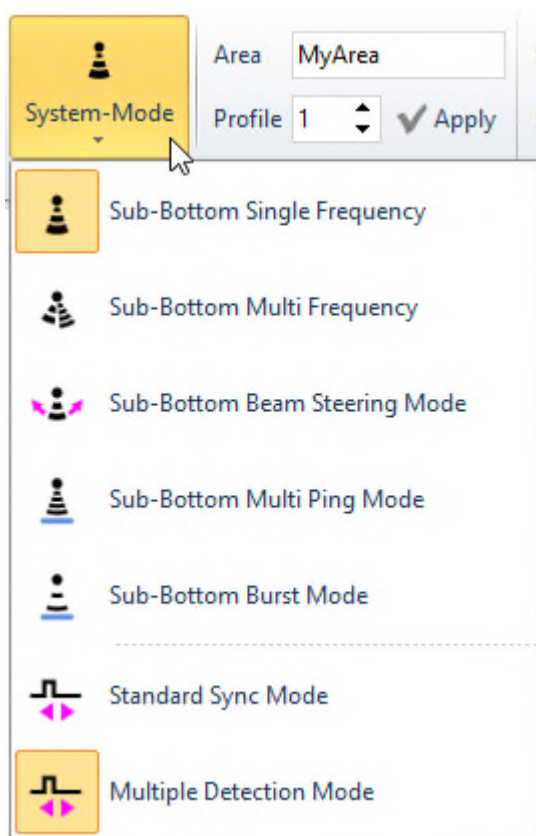 Area MyArea
System-Mode
Profile 1 Apply
Sub-Bottom Single Frequency
Sub-Bottom Multi Frequency
Sub-Bottom Beam Steering Mode
Sub-Bottom Multi Ping Mode
Sub-Bottom Burst Mode
Standard Sync Mode
Multiple Detection Mode